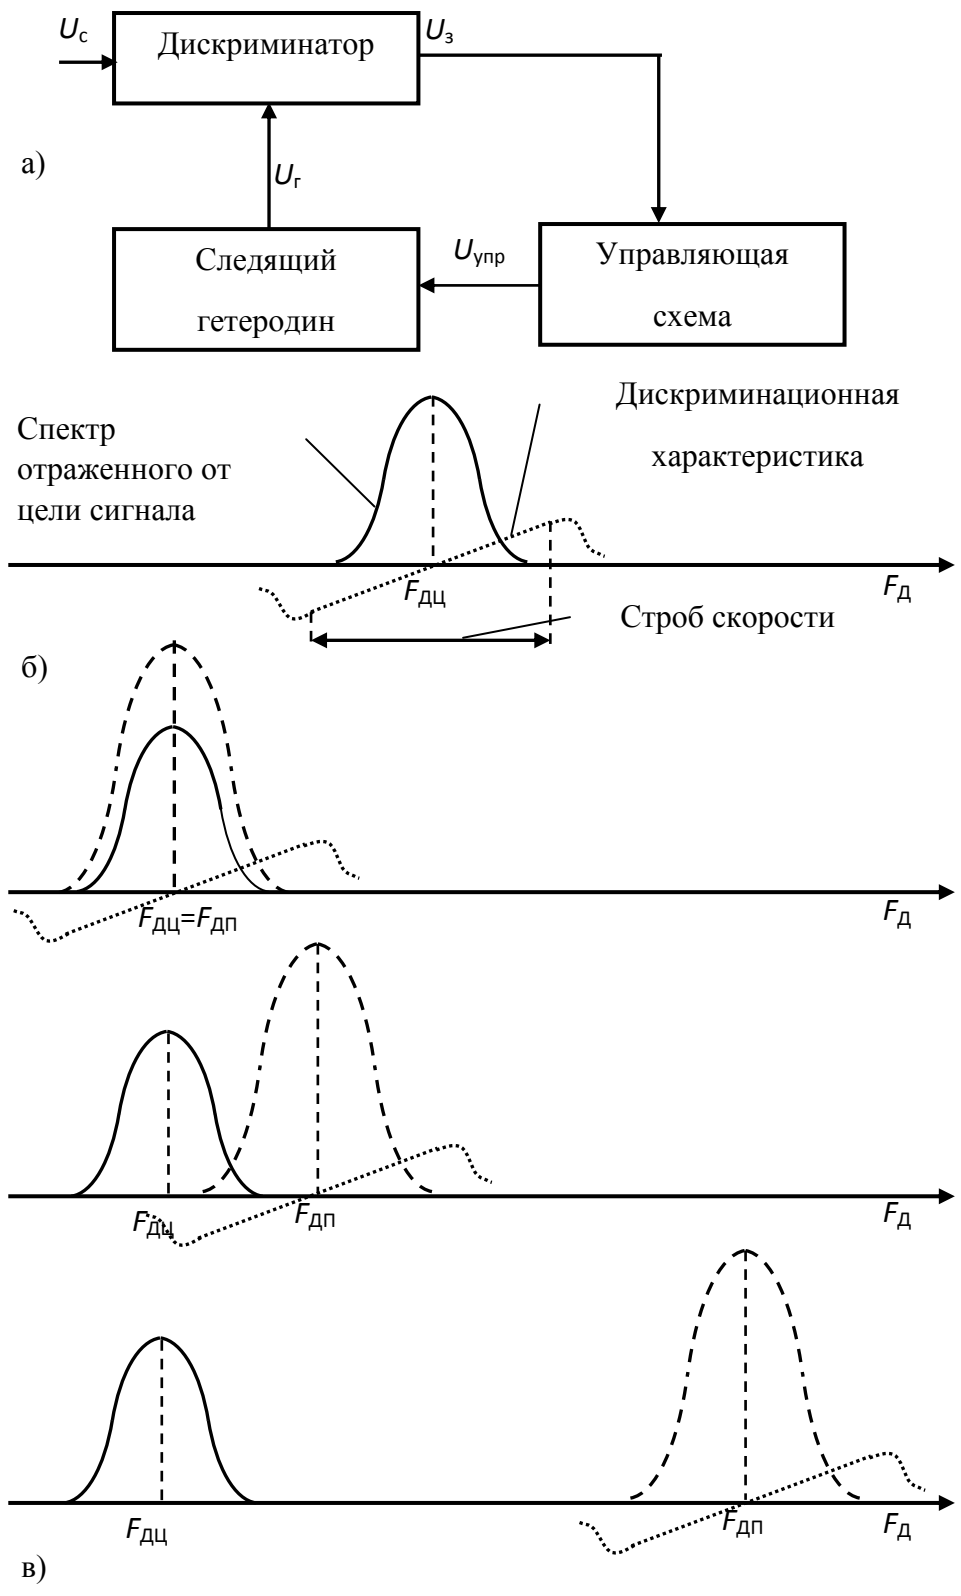 Uс
Дискриминатор
Uз
а)
Uг
Следящий
гетеродин
Uупр
Управляющая
схема
Спектр
отраженного от
цели сигнала
Дискриминационная
характеристика
FДЦ
FД
Строб скорости
б)
FДЦ=FДП
FД
FДЦ
FДП
FД
FДЦ
FДП
FД
в)